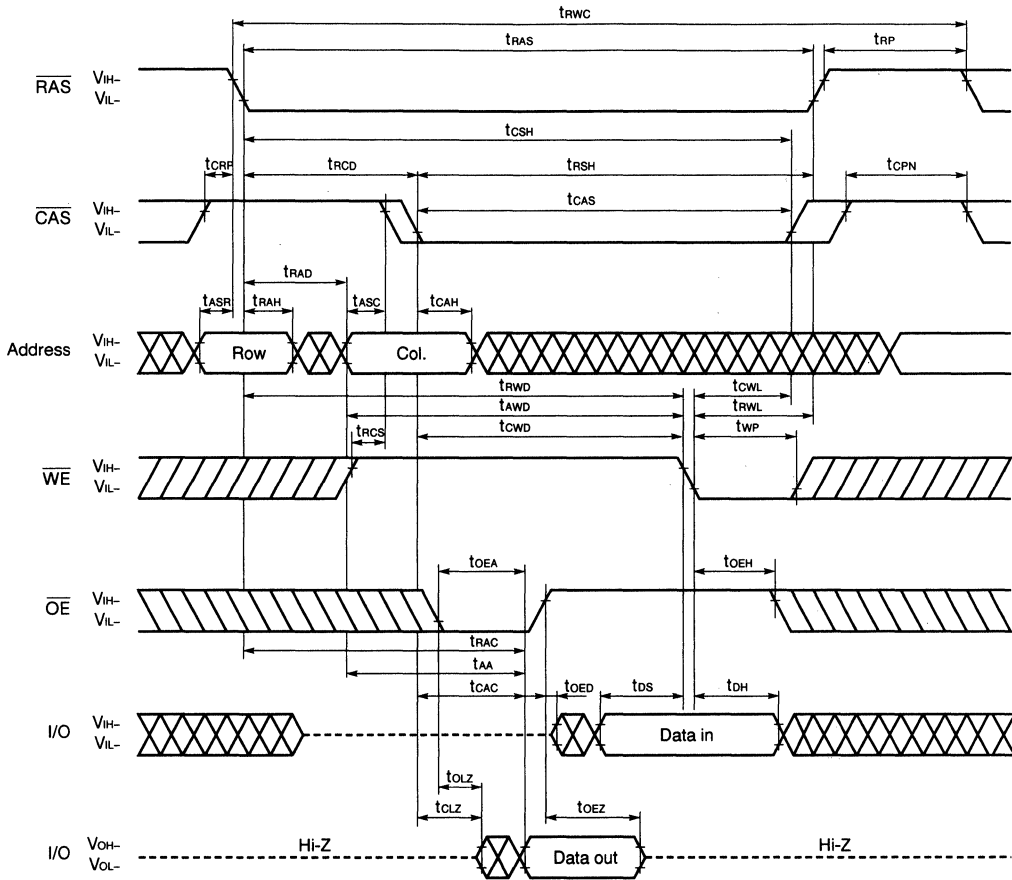 tRWC
tRAS
tRP
RAS
VIH–
VIL–
tCSH
tCRP
tRCD
tRSH
tCPN
CAS
VIH–
VIL–
tCAS
tRAD
tASR
tRAH
tASC
tCAH
Address
VIH–
VIL–
Row
Col.
tRWD
tCWL
tAWD
tRWL
tRCS
tCWD
tWP
WE
VIH–
VIL–
tOEA
tOEH
OE
VIH–
VIL–
tRAC
tAA
tCAC
tOED
tDS
tDH
I/O
VIH–
VIL–
Data in
tOLZ
tCLZ
tOEZ
I/O
VOH–
VOL–
Hi-Z
Data out
Hi-Z